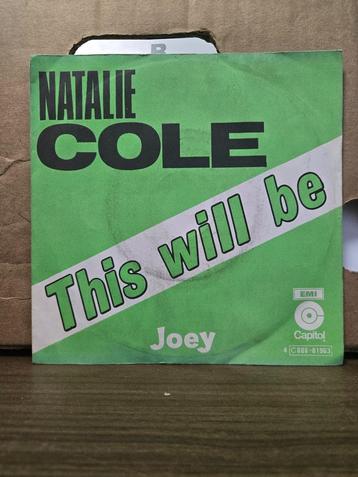 B
NATALIE
COLE
This will be
Joey
EMI
Capitol
4 C 006-81963